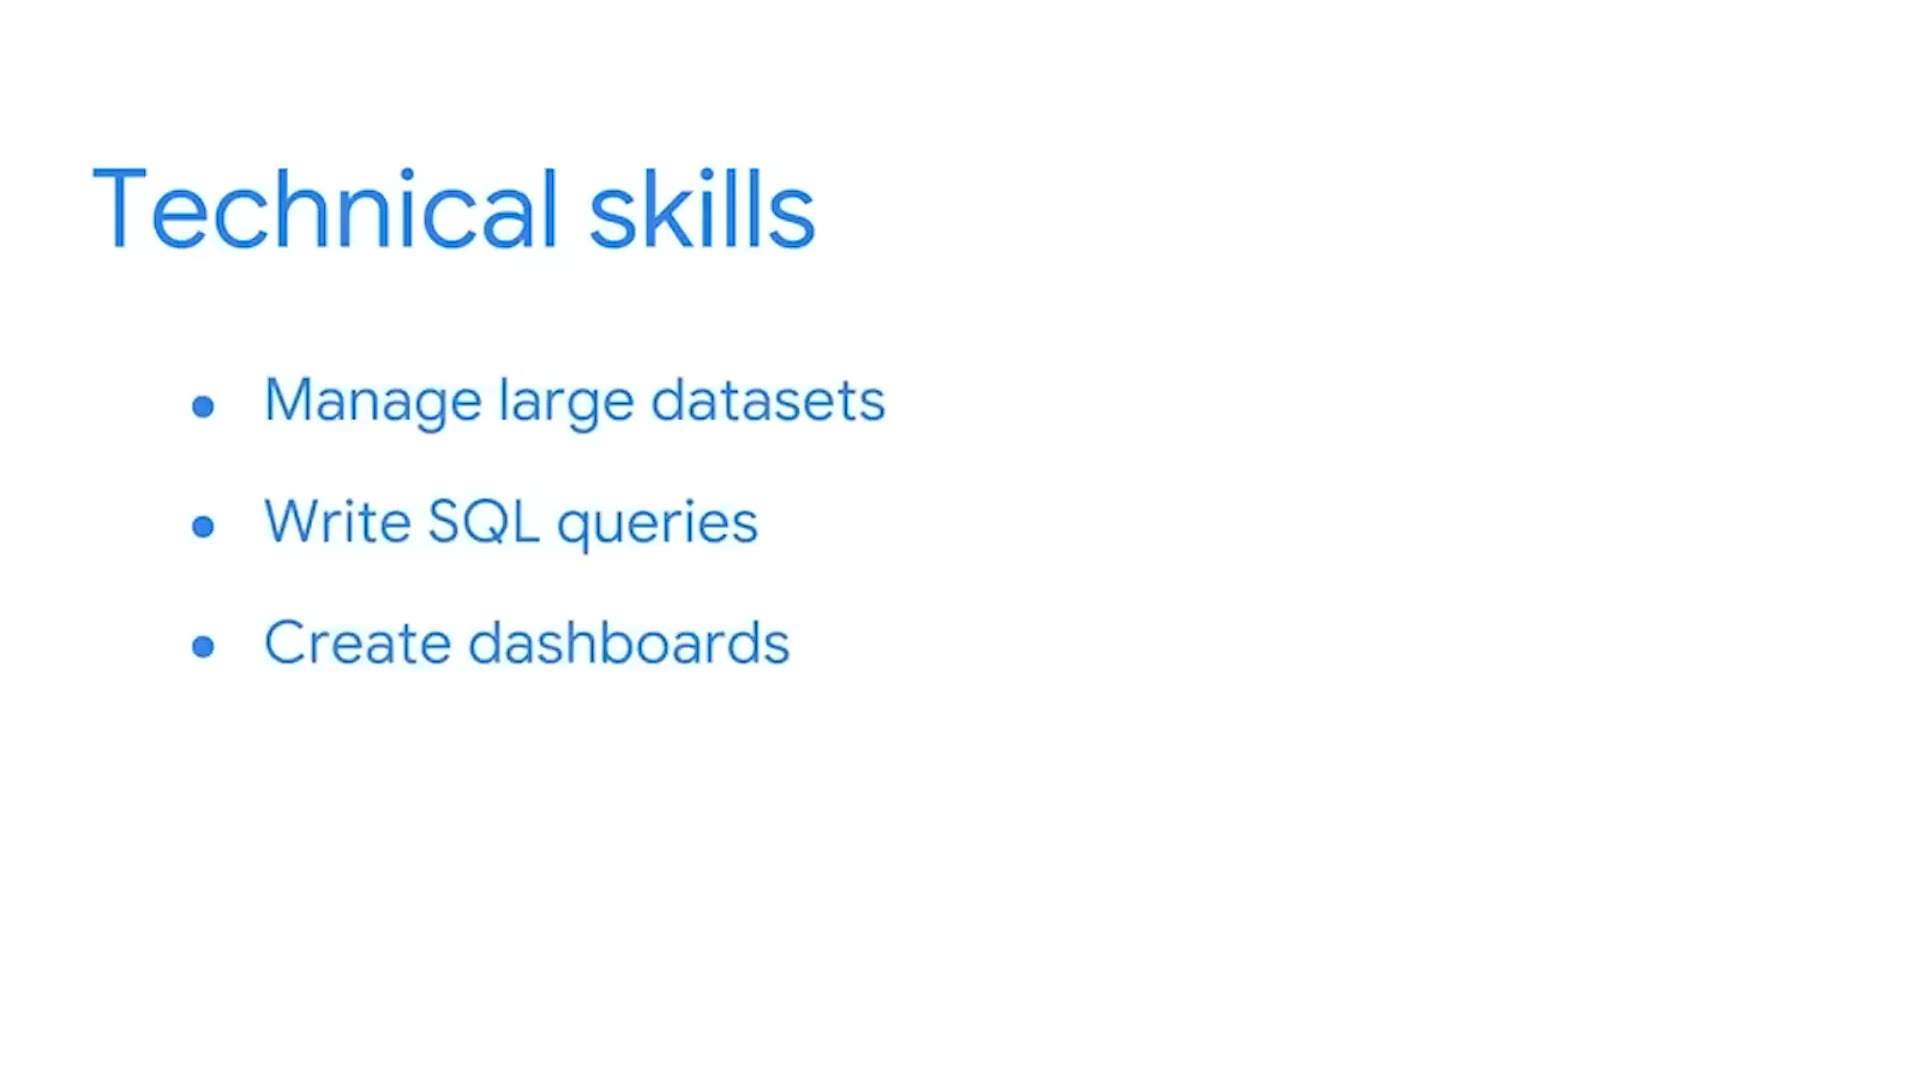 Technical skills
• Manage large datasets
• Write SQL queries
• Create dashboards